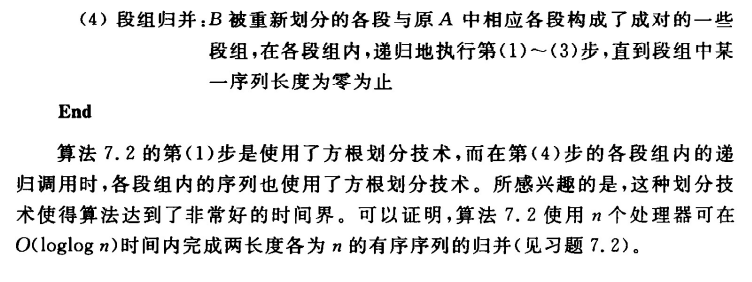 （4）段组归并：B 被重新划分的各段与原 A 中相应各段构成了成对的一些
段组，在各段组内，递归地执行第（1）～（3）步，直到段组中某
一序列长度为零为止
End
算法 7.2 的第（1）步是使用了方根划分技术，而在第（4）步的各段组内的递
归调用时，各段组内的序列也使用了方根划分技术。所感兴趣的是，这种划分技
术使得算法达到了非常好的时间界。可以证明，算法 7.2 使用 n 个处理器可在
O(loglog n)时间内完成两长度各为 n 的有序序列的归并（见习题 7.2）。